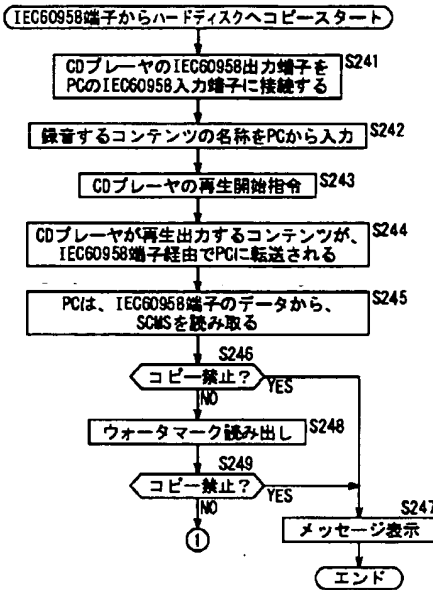 IEC60958端子からハードディスクへコピースタート
CDプレーヤのIEC60958出力端子を
PCのIEC60958入力端子に接続する
S241
録音するコンテンツの名称をPCから入力
S242
CDプレーヤの再生開始指令
S243
CDプレーヤが再生出力するコンテンツが、
IEC60958端子経由でPCに転送される
S244
PCは、IEC60958端子のデータから、
SCMSを読み取る
S245
S246
コピー禁止?
YES
NO
ウォータマーク読み出し
S248
S249
コピー禁止?
YES
NO
①
S247
メッセージ表示
エンド